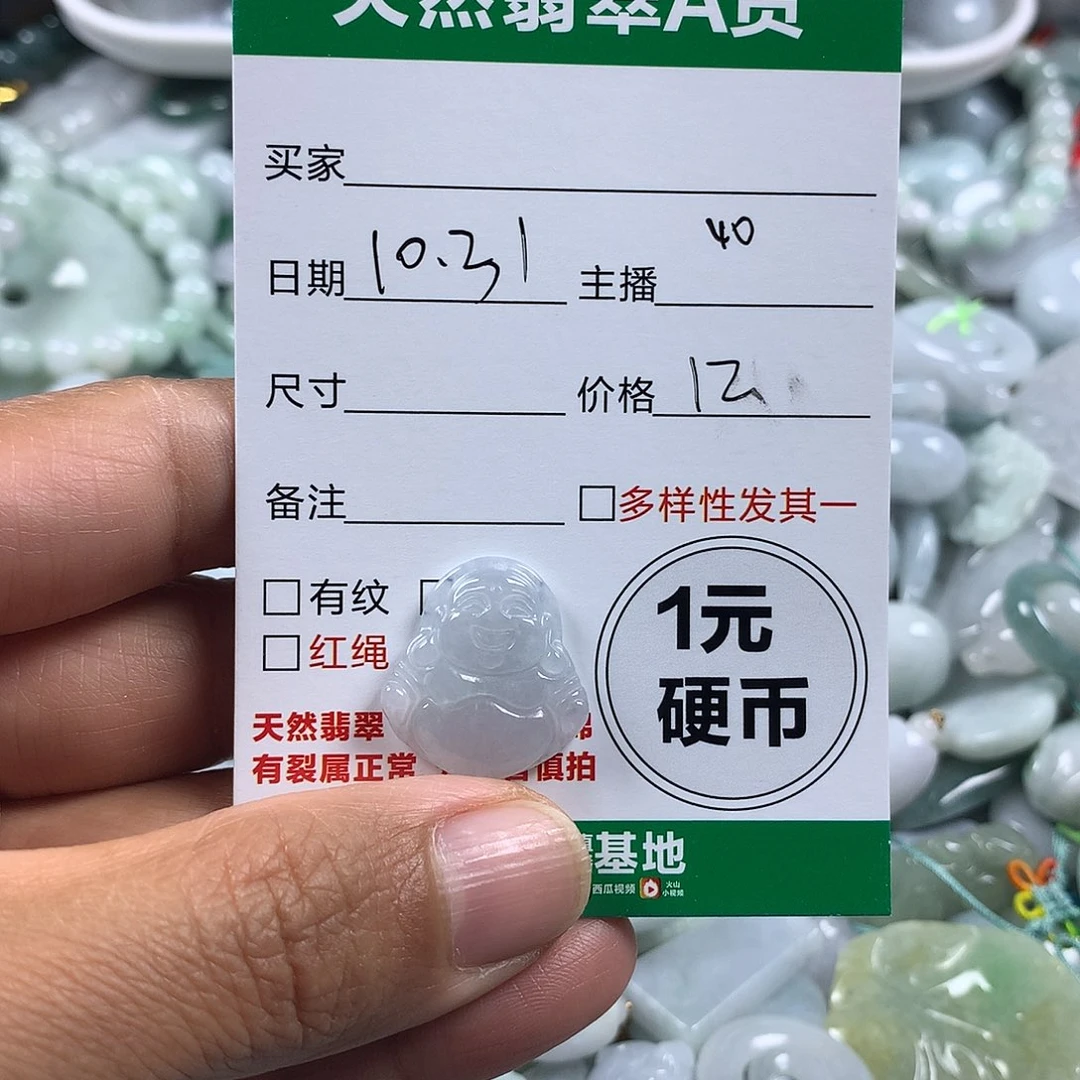 天然翡翠A货
买家
日期 10.31 主播 40
尺寸 价格 12
备注 □多样性发其一
□有纹
□红绳
天然翡翠
有裂属正常 慎拍
1元
硬币
基地
西瓜视频 火山小视频